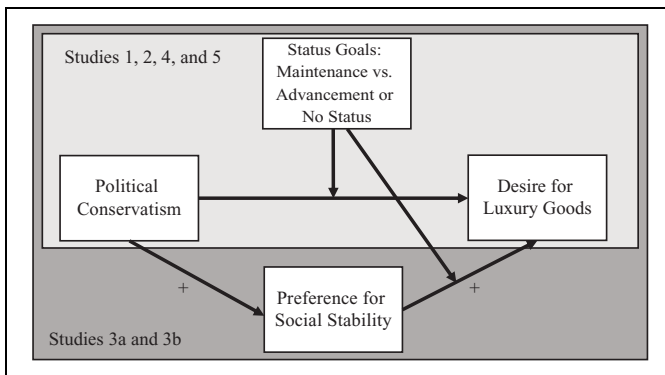 Studies 1, 2, 4, and 5
Status Goals:
Maintenance vs.
Advancement or
No Status
Political
Conservatism
Desire for
Luxury Goods
+
Preference for
Social Stability
+
Studies 3a and 3b